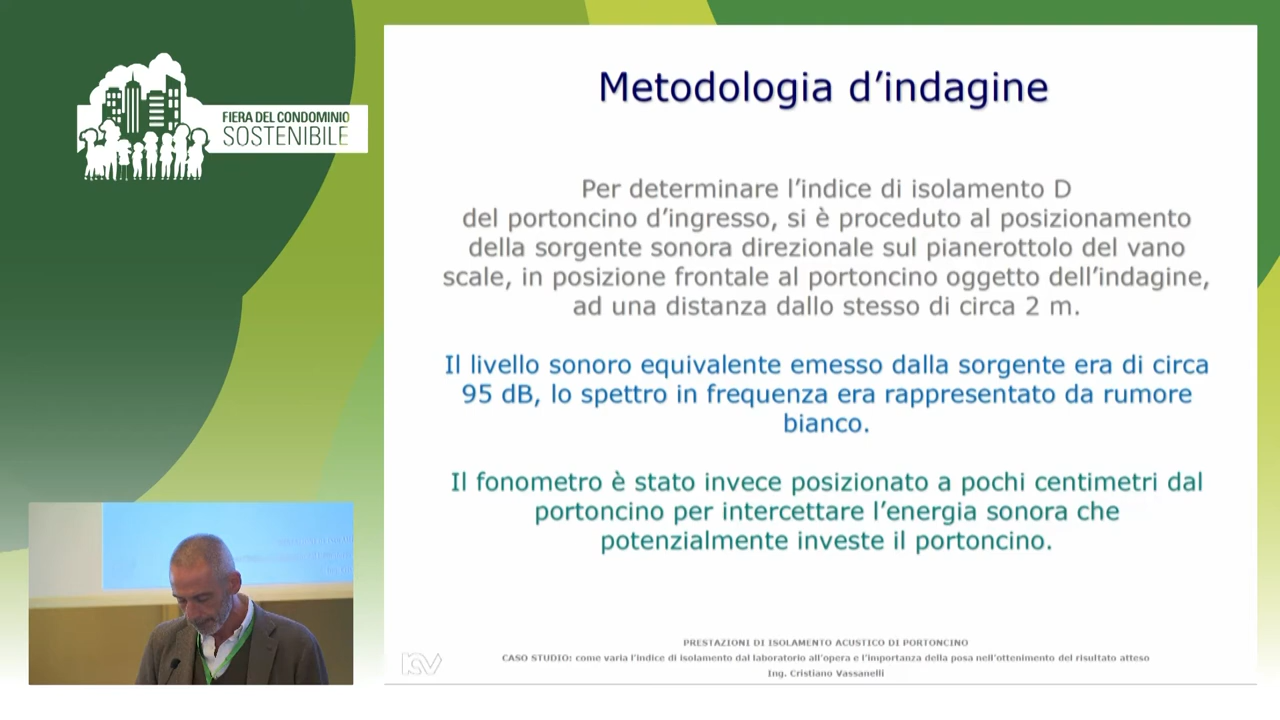 FIERA DEL CONDOMINIO
SOSTENIBILE
Metodologia d’indagine
Per determinare l’indice di isolamento D
del portoncino d’ingresso, si è proceduto al posizionamento
della sorgente sonora direzionale sul pianerottolo del vano
scale, in posizione frontale al portoncino oggetto dell’indagine,
ad una distanza dallo stesso di circa 2 m.
Il livello sonoro equivalente emesso dalla sorgente era di circa
95 dB, lo spettro in frequenza era rappresentato da rumore
bianco.
Il fonometro è stato invece posizionato a pochi centimetri dal
portoncino per intercettare l’energia sonora che
potenzialmente investe il portoncino.
PRESTAZIONI DI ISOLAMENTO ACUSTICO DI PORTONCINO
CASO STUDIO: come varia l’indice di isolamento dal laboratorio all’opera e l’importanza della posa nell’ottenimento del risultato atteso
Ing. Cristiano Vassanelli